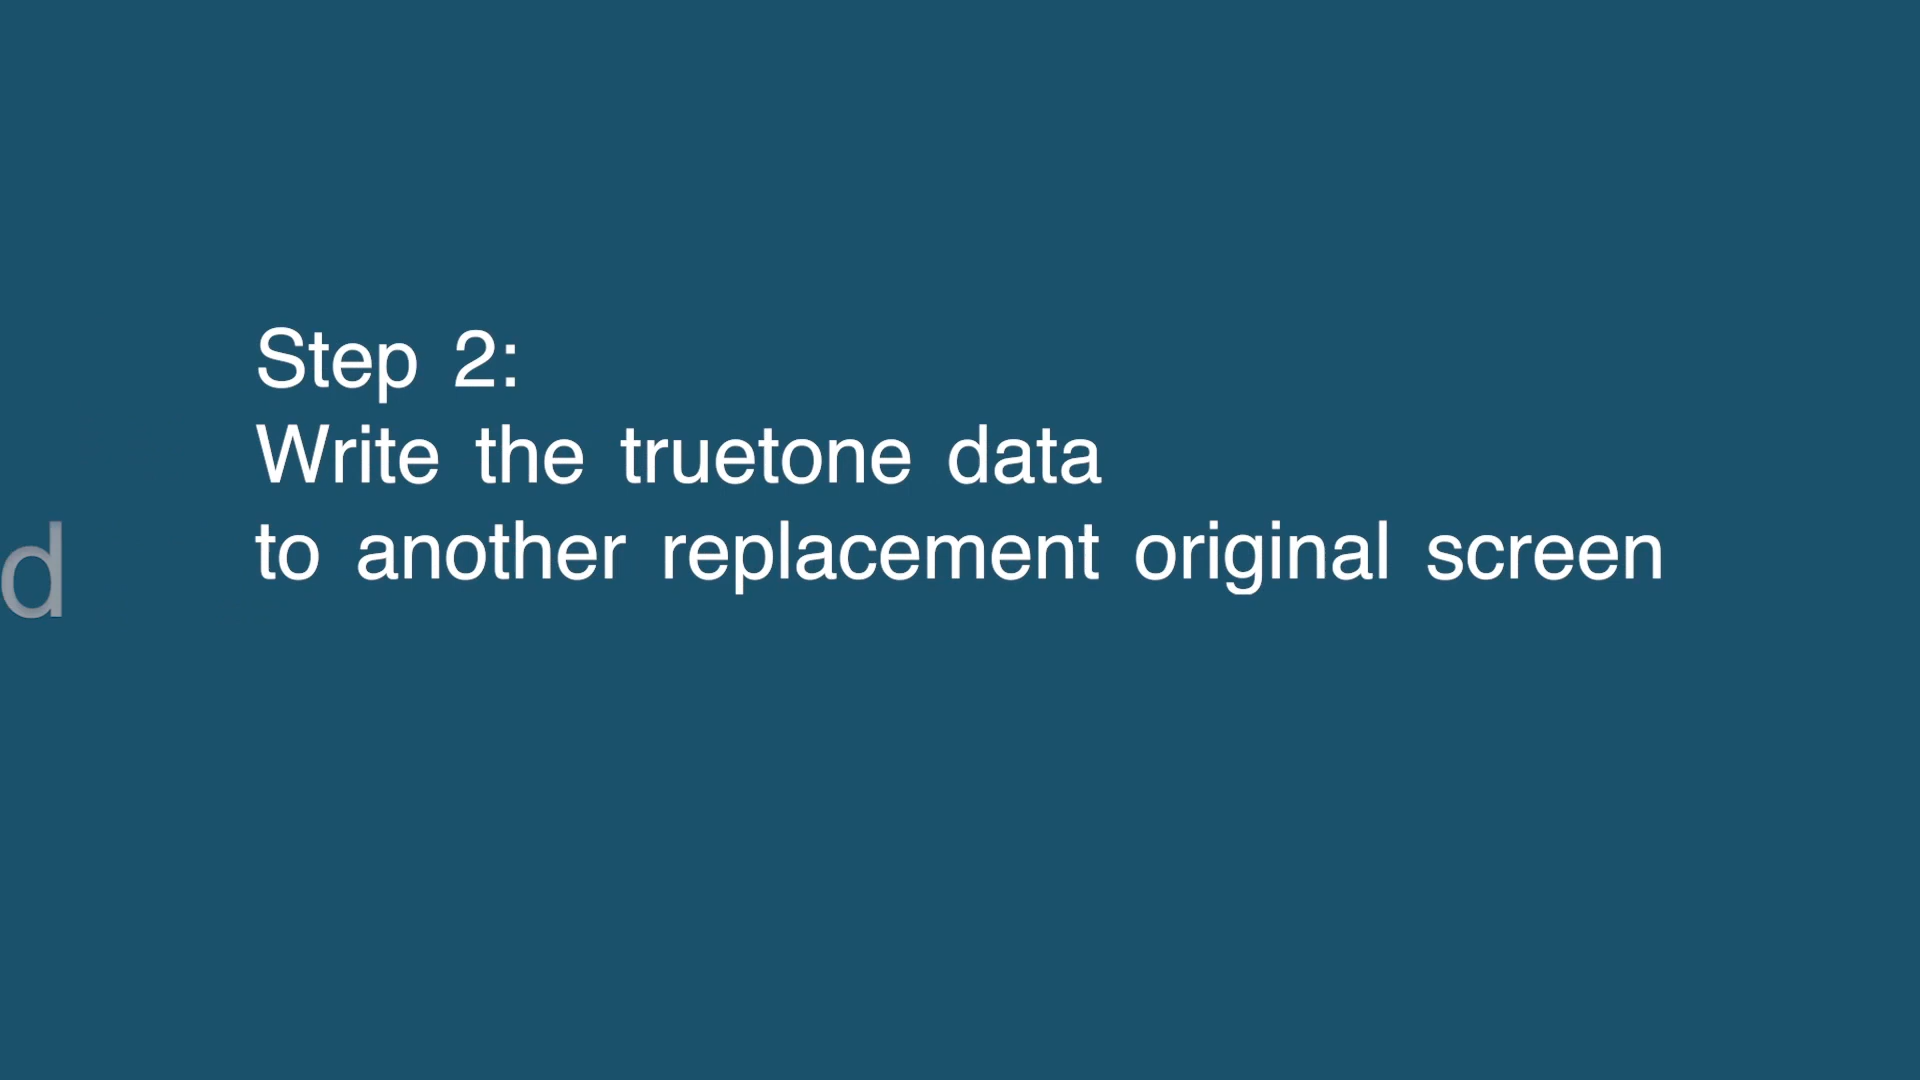 Step 2:
Write the truetone data
to another replacement original screen
d